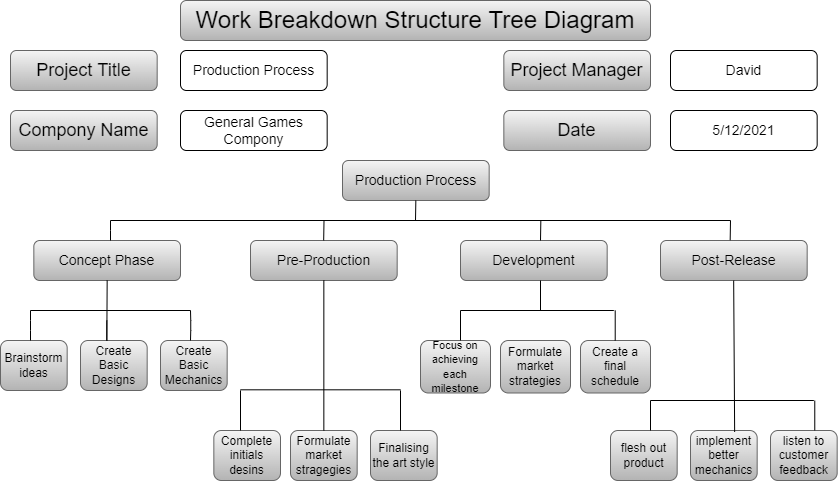 Work Breakdown Structure Tree Diagram
Project Title
Production Process
Project Manager
David
Compony Name
General Games
Compony
Date
5/12/2021
Production Process
Concept Phase
Pre-Production
Development
Post-Release
Brainstorm
ideas
Create
Basic
Designs
Create
Basic
Mechanics
Focus on
achieving
each
milestone
Formulate
market
strategies
Create a
final
schedule
Complete
initials
desins
Formulate
market
stragegies
Finalising
the art style
flesh out
product
implement
better
mechanics
listen to
customer
feedback